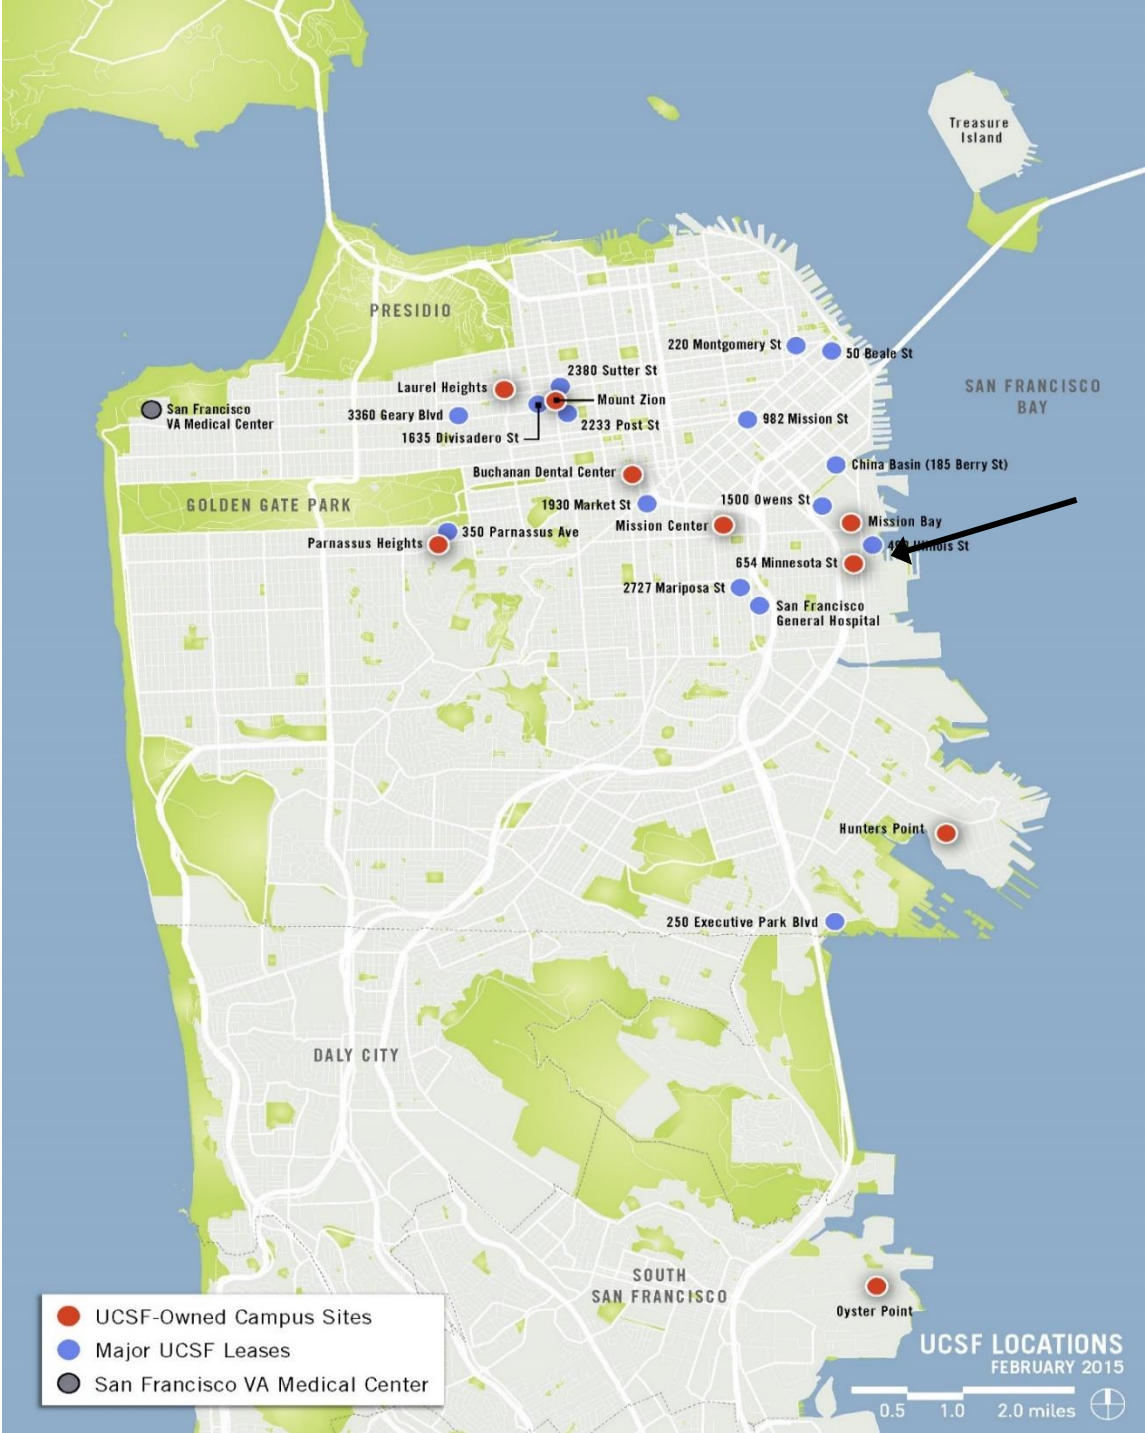 Treasure
Island
PRESIDIO
220 Montgomery St
50 Beale St
SAN FRANCISCO
BAY
2380 Sutter St
Laurel Heights
Mount Zion
San Francisco
VA Medical Center
3360 Geary Blvd
2233 Post St
982 Mission St
1635 Divisadero St
Buchanan Dental Center
China Basin (185 Berry St)
GOLDEN GATE PARK
1930 Market St
1500 Owens St
Mission Center
Mission Bay
350 Parnassus Ave
Parnassus Heights
Illinois St
654 Minnesota St
2727 Mariposa St
San Francisco
General Hospital
Hunters Point
250 Executive Park Blvd
DALY CITY
SOUTH
SAN FRANCISCO
Oyster Point
UCSF-Owned Campus Sites
Major UCSF Leases
San Francisco VA Medical Center
UCSF LOCATIONS
FEBRUARY 2015
0.5 1.0 2.0 miles